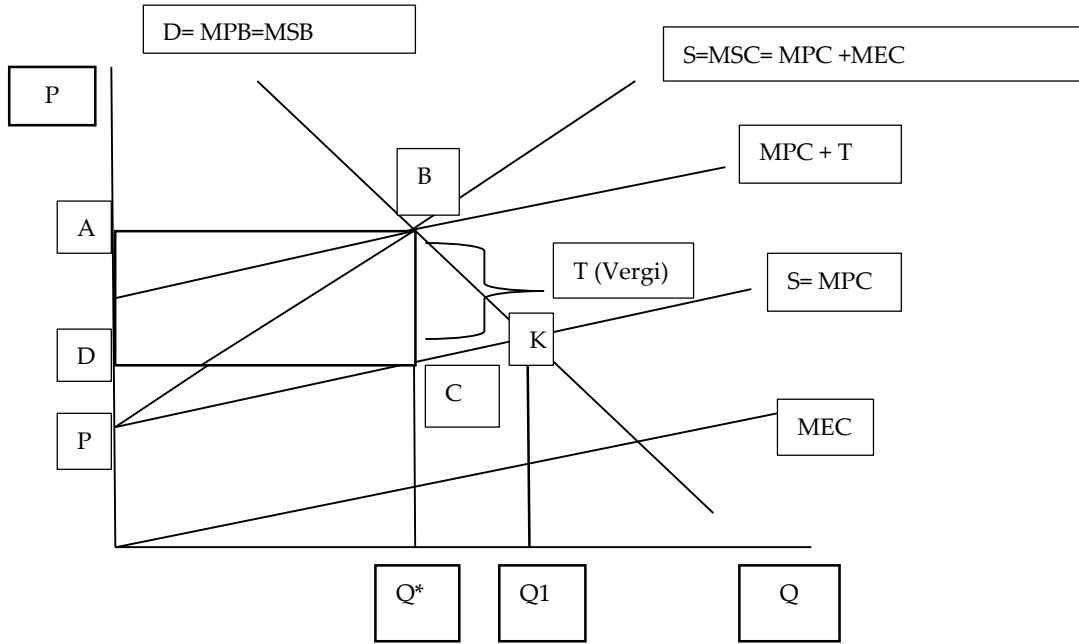 D= MPB=MSB
S=MSC= MPC +MEC
P
MPC + T
B
A
T (Vergi)
S= MPC
K
D
C
P
MEC
Q*
Q1
Q